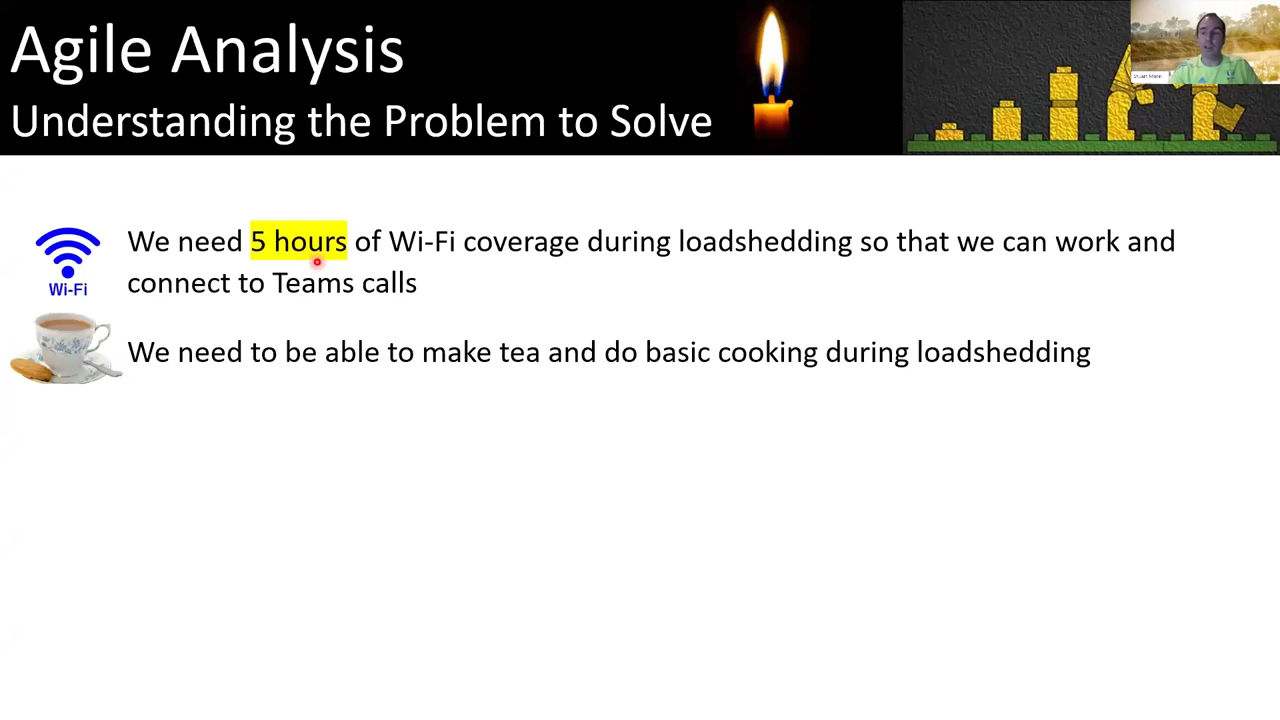 Agile Analysis
Understanding the Problem to Solve
Stuart Mann
We need 5 hours of Wi-Fi coverage during loadshedding so that we can work and
connect to Teams calls
Wi-Fi
We need to be able to make tea and do basic cooking during loadshedding